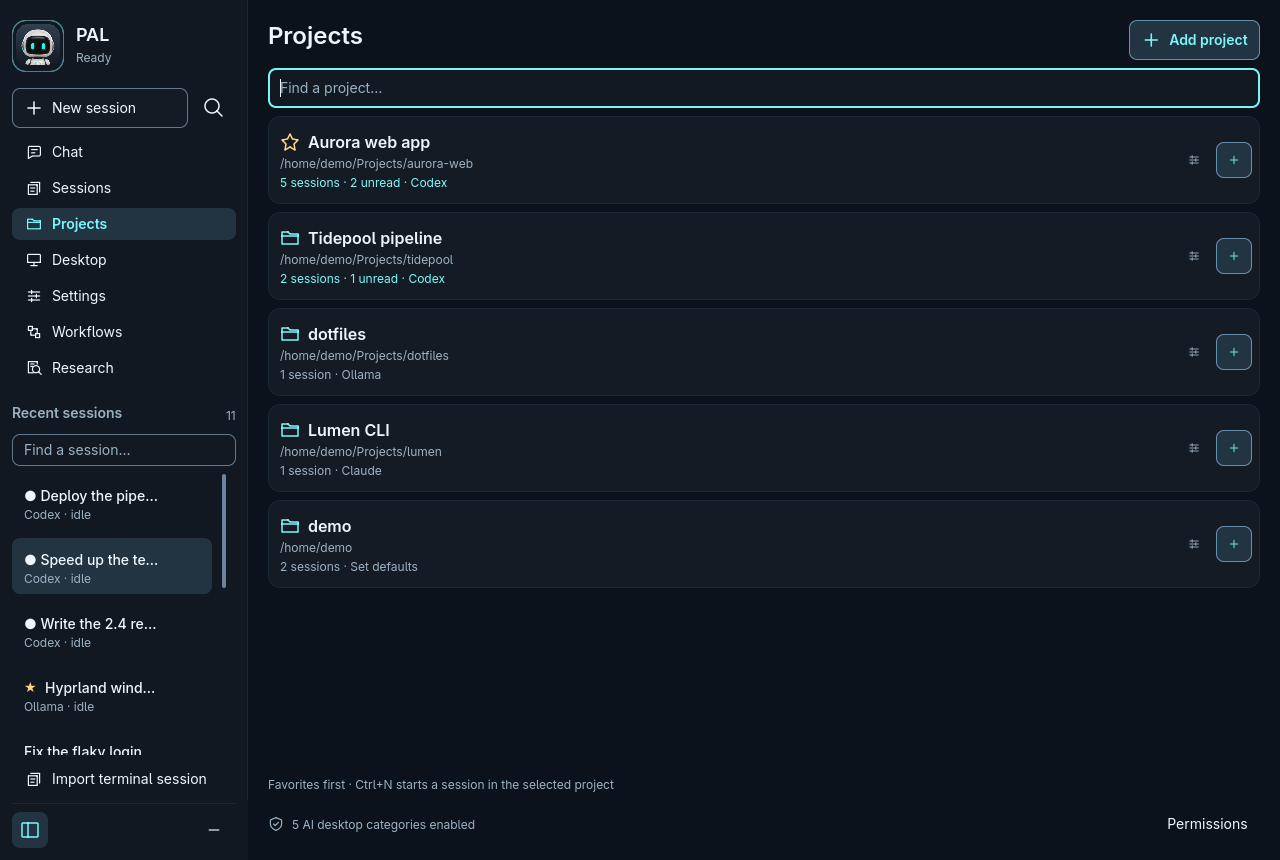 PAL
Ready
New session
Chat
Sessions
Projects
Desktop
Settings
Workflows
Research
Recent sessions
11
Find a session...
Deploy the pipe...
Codex · idle
Speed up the te...
Codex · idle
Write the 2.4 re...
Codex · idle
Hyprland wind...
Ollama · idle
Fix the flaky login
Import terminal session
Projects
Add project
Find a project...
Aurora web app
/home/demo/Projects/aurora-web
5 sessions · 2 unread · Codex
Tidepool pipeline
/home/demo/Projects/tidepool
2 sessions · 1 unread · Codex
dotfiles
/home/demo/Projects/dotfiles
1 session · Ollama
Lumen CLI
/home/demo/Projects/lumen
1 session · Claude
demo
/home/demo
2 sessions · Set defaults
Favorites first · Ctrl+N starts a session in the selected project
5 AI desktop categories enabled
Permissions